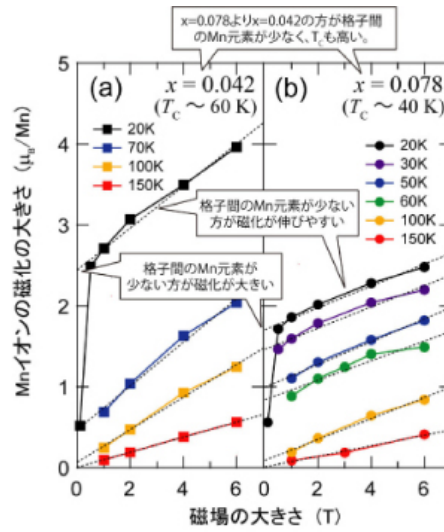 x=0.078よりx=0.042の方が格子間
のMn元素が少なく、TCも高い。
(a)
x = 0.042
(TC ～ 60 K)
20K
70K
100K
150K
(b)
x = 0.078
(TC ～ 40 K)
20K
30K
50K
60K
100K
150K
格子間のMn元素が少ない
方が磁化が伸びやすい
格子間のMn元素が
少ない方が磁化が大きい
Mnイオンの磁化の大きさ (μB/Mn)
5
4
3
2
1
0
0 2 4 6
0 2 4 6
磁場の大きさ (T)